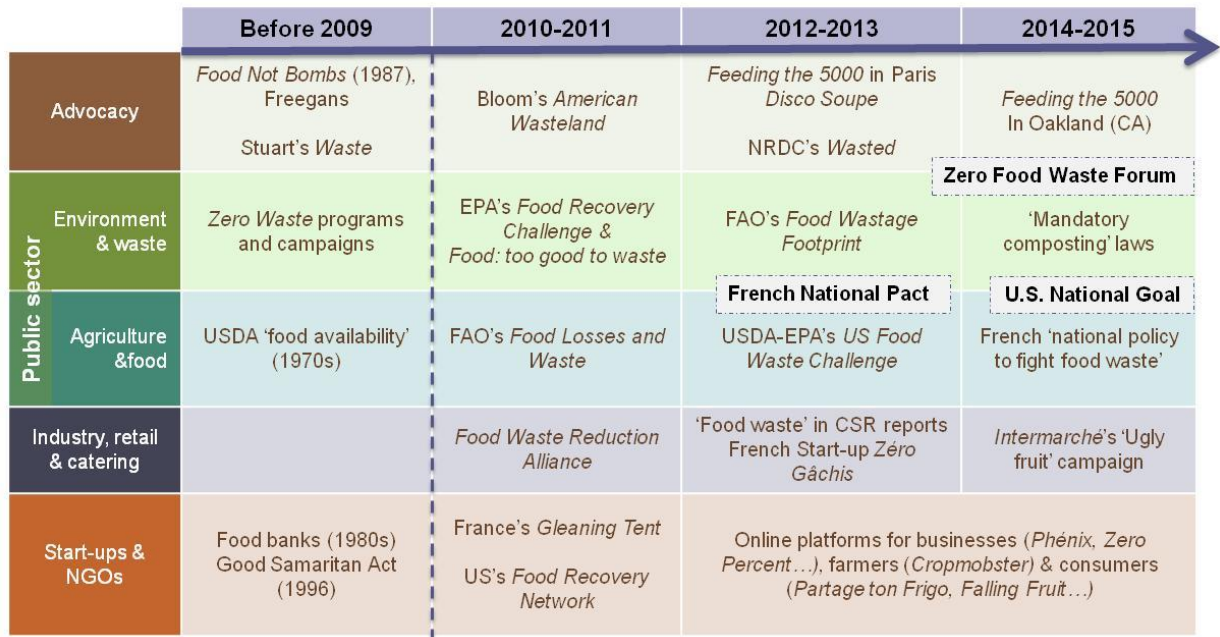 Before 2009
2010-2011
2012-2013
2014-2015
Advocacy
Food Not Bombs (1987),
Freegans
Stuart's Waste
Bloom's American
Wasteland
Feeding the 5000 in Paris
Disco Soupe
NRDC's Wasted
Feeding the 5000
In Oakland (CA)
Zero Food Waste Forum
Public sector
Environment
& waste
Zero Waste programs
and campaigns
EPA's Food Recovery
Challenge &
Food: too good to waste
FAO's Food Wastage
Footprint
'Mandatory
composting' laws
French National Pact
U.S. National Goal
Agriculture
&food
USDA 'food availability'
(1970s)
FAO's Food Losses and
Waste
USDA-EPA's US Food
Waste Challenge
French 'national policy
to fight food waste'
Industry, retail
& catering
Food Waste Reduction
Alliance
'Food waste' in CSR reports
French Start-up Zéro
Gâchis
Intermarché's 'Ugly
fruit' campaign
Start-ups &
NGOs
Food banks (1980s)
Good Samaritan Act
(1996)
France's Gleaning Tent
US's Food Recovery
Network
Online platforms for businesses (Phénix, Zero
Percent…), farmers (Cropmobster) & consumers
(Partage ton Frigo, Falling Fruit…)